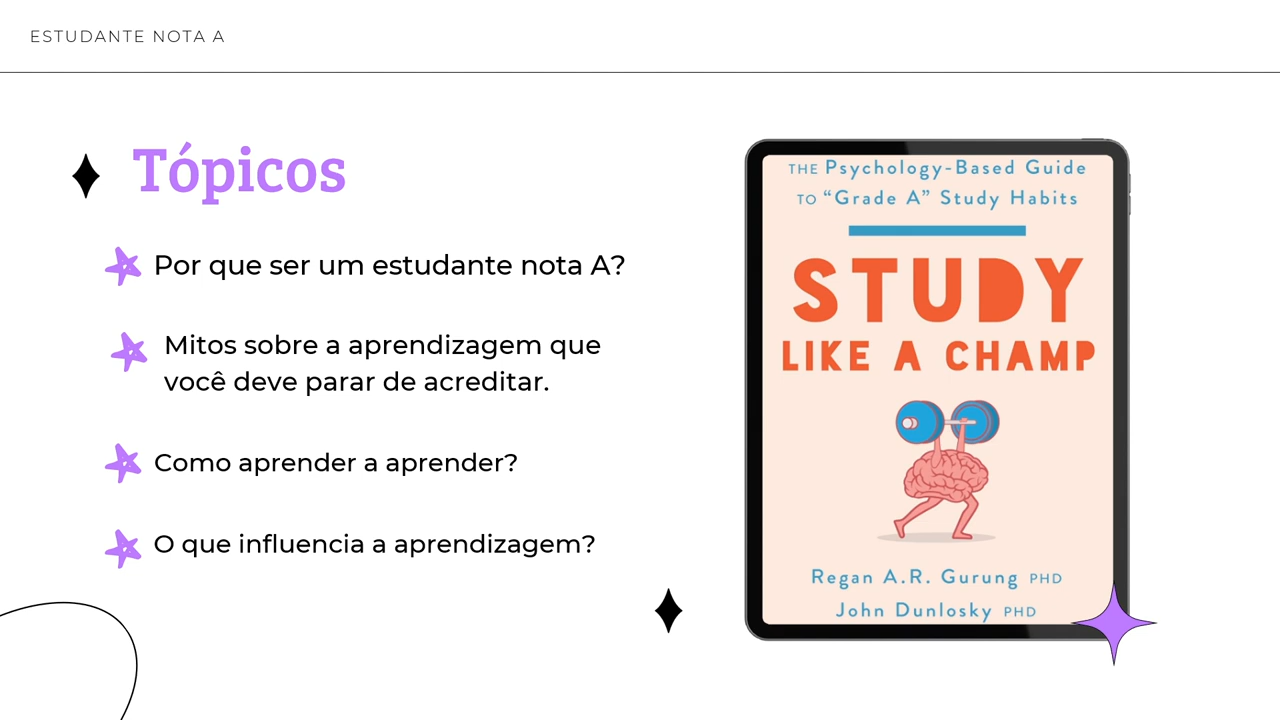 ESTUDANTE NOTA A
Tópicos
Por que ser um estudante nota A?
Mitos sobre a aprendizagem que
você deve parar de acreditar.
Como aprender a aprender?
O que influencia a aprendizagem?
THE Psychology-Based Guide
TO “Grade A” Study Habits
STUDY
LIKE A CHAMP
Regan A.R. Gurung PHD
John Dunlosky PHD